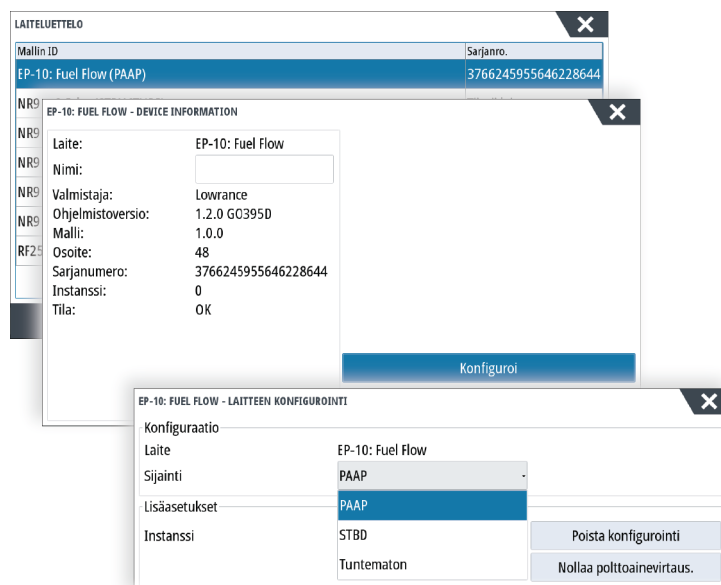 LAITELUETTELO
Mallin ID Sarjanro.
EP-10: Fuel Flow (PAAP) 3766245955646228644
NR9
NR9
NR9
NR9
NR9
RF25
EP-10: FUEL FLOW - DEVICE INFORMATION
Laite: EP-10: Fuel Flow
Nimi:
Valmistaja: Lowrance
Ohjelmistoversio: 1.2.0 GO395D
Malli: 1.0.0
Osoite: 48
Sarjanumero: 3766245955646228644
Instanssi: 0
Tila: OK
Konfiguroi
EP-10: FUEL FLOW - LAITTEEN KONFIGUROINTI
Konfiguraatio
Laite EP-10: Fuel Flow
Sijainti PAAP
Lisäasetukset PAAP
Instanssi STBD Poista konfigurointi
Tuntematon Nollaa polttoainevirtaus.